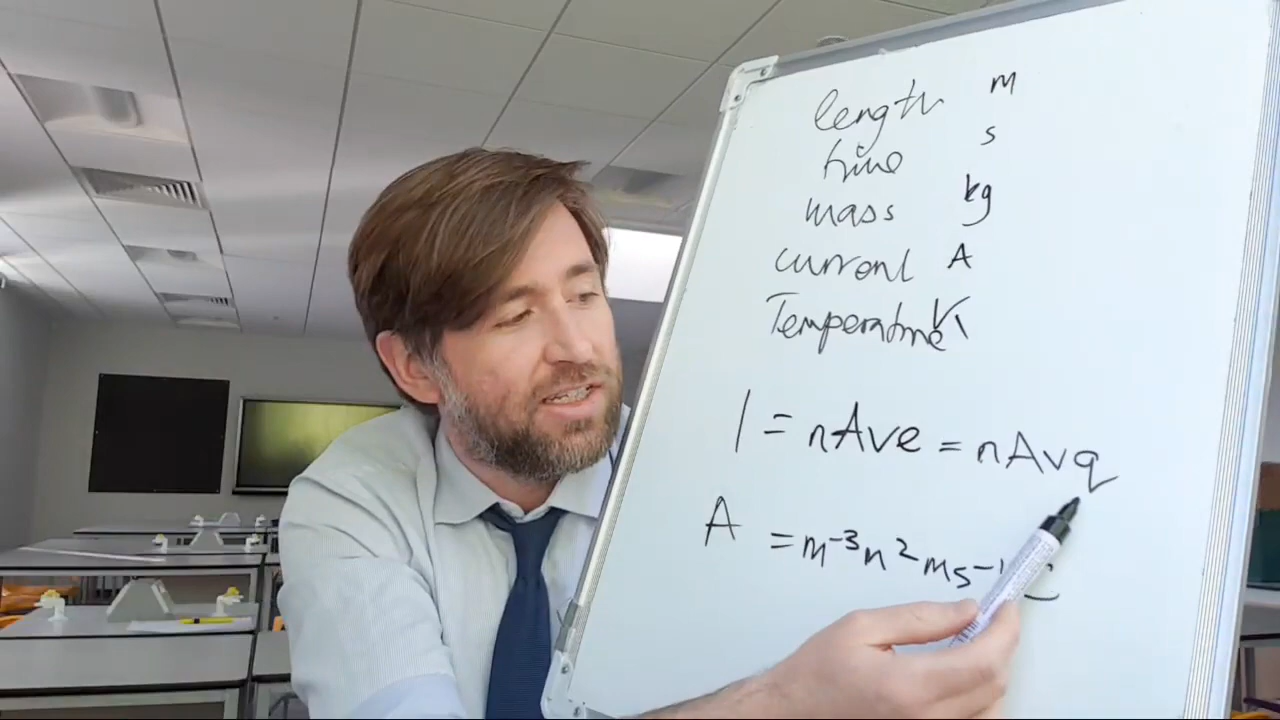 length m
time s
mass kg
current A
Temperature K
I = nAve = nAvq
A = m⁻³ m² ms⁻¹